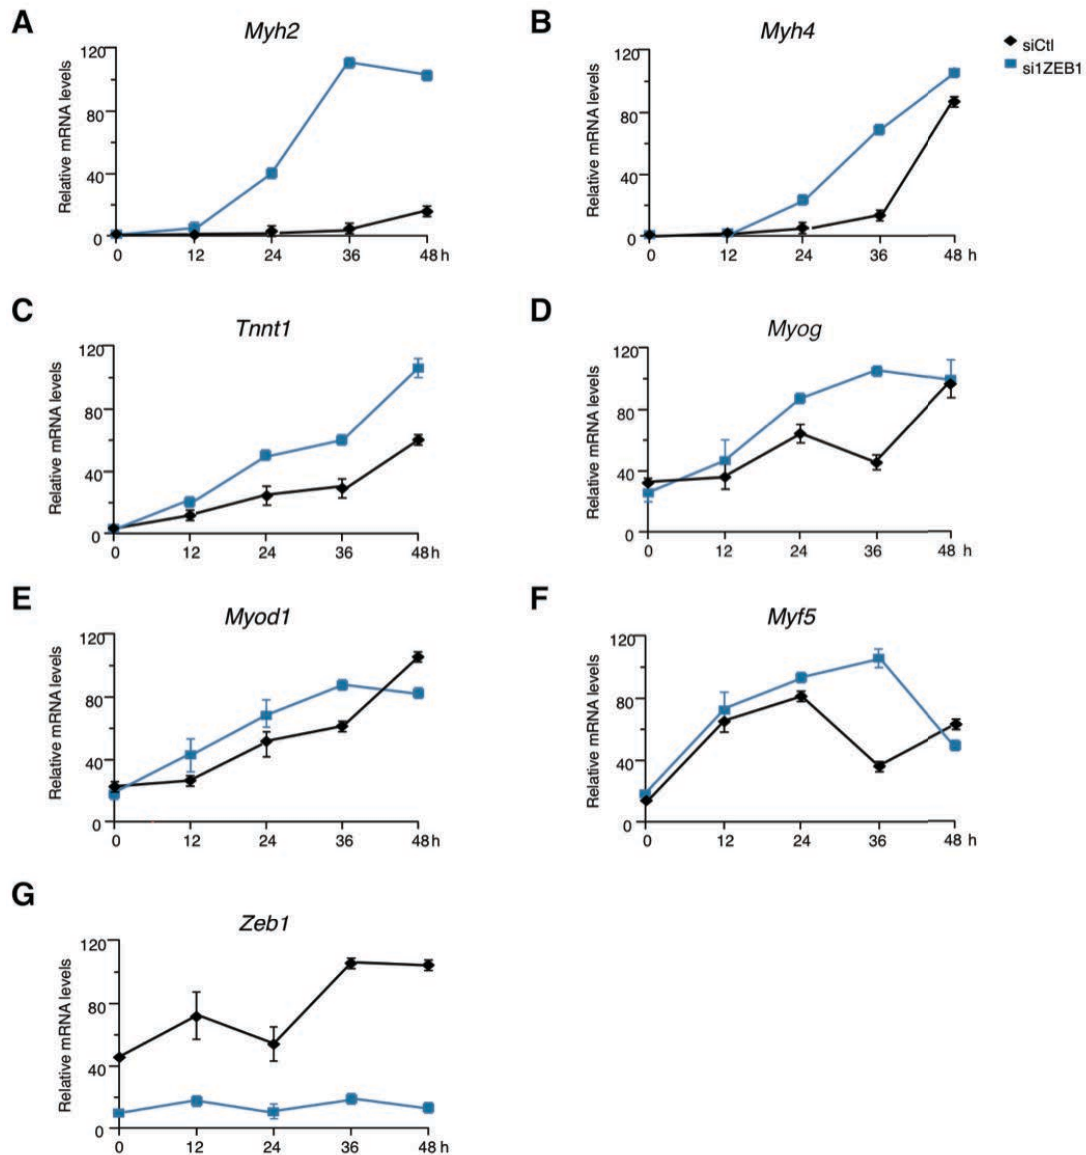 A
Myh2
Relative mRNA levels
120
80
40
0
0 12 24 36 48 h
B
Myh4
Relative mRNA levels
120
80
40
0
0 12 24 36 48 h
siCtl
si1ZEB1
C
Tnnt1
Relative mRNA levels
120
80
40
0
0 12 24 36 48h
D
Myog
Relative mRNA levels
120
80
40
0
0 12 24 36 48 h
E
Myod1
Relative mRNA levels
120
80
40
0
0 12 24 36 48h
F
Myf5
Relative mRNA levels
120
80
40
0
0 12 24 36 48 h
G
Zeb1
Relative mRNA levels
120
80
40
0
0 12 24 36 48 h